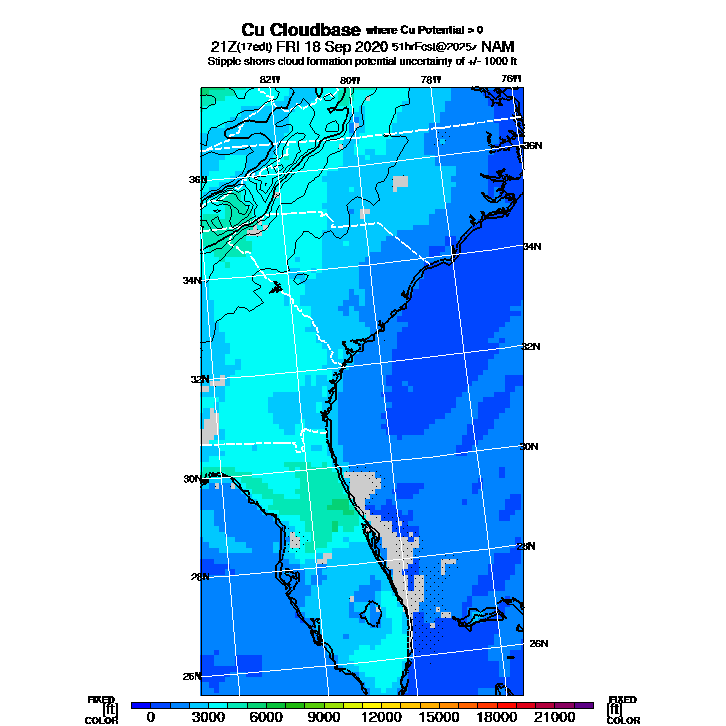 Cu Cloudbase where Cu Potential > 0
21Z(17edt) FRI 18 Sep 2020 51hrFcst@2025z NAM
Stipple shows cloud formation potential uncertainty of +/- 1000 ft
82W 80W 78W 76W
36N
36N
34N
34N
32N
32N
30N
30N
28N
28N
26N
26N
FIXED FIXED
[ft] [ft]
COLOR COLOR
0 3000 6000 9000 12000 15000 18000 21000